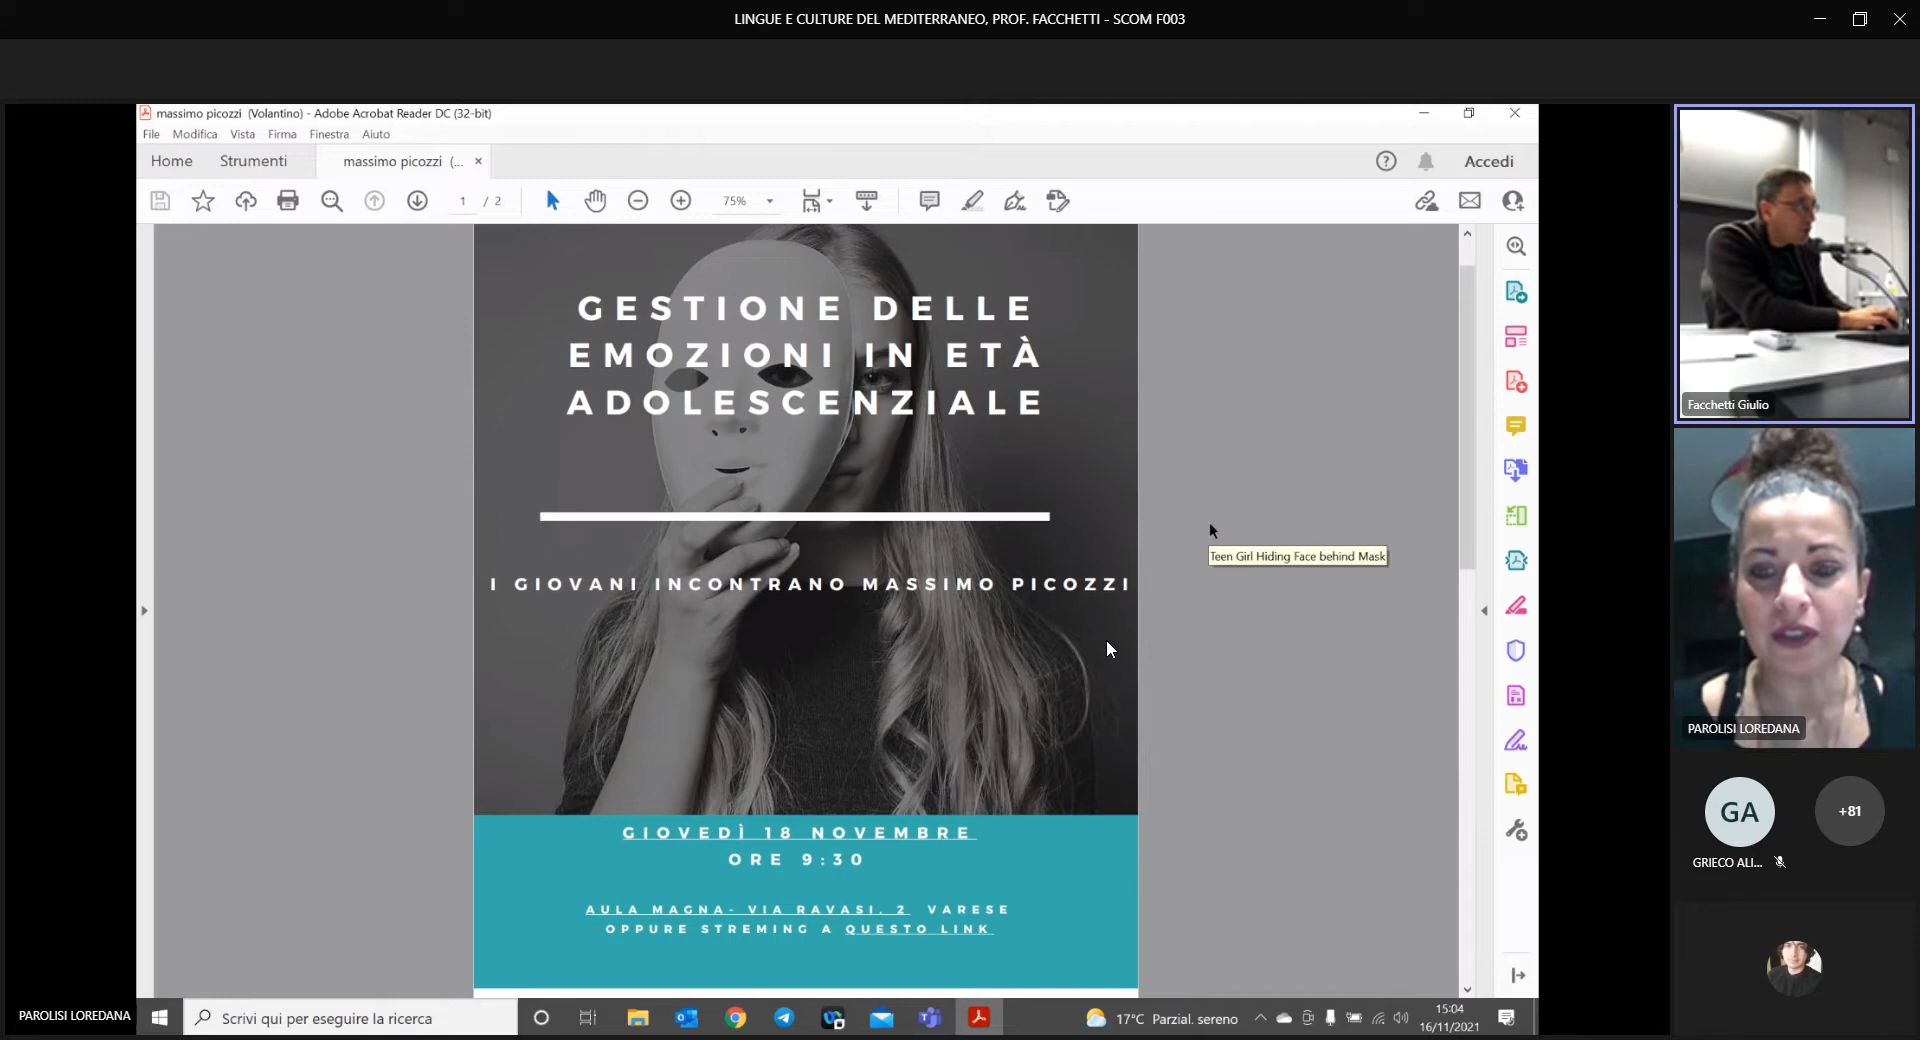 LINGUE E CULTURE DEL MEDITERRANEO, PROF. FACCHETTI - SCOM F003
massimo picozzi (Volantino) - Adobe Acrobat Reader DC (32-bit)
File Modifica Vista Firma Finestra Aiuto
Home Strumenti massimo picozzi (... × Accedi
1 / 2 75%
GESTIONE DELLE
EMOZIONI IN ETÀ
ADOLESCENZIALE
Teen Girl Hiding Face behind Mask
I GIOVANI INCONTRANO MASSIMO PICOZZI
GIOVEDÌ 18 NOVEMBRE
ORE 9:30
AULA MAGNA- VIA RAVASI, 2 VARESE
OPPURE STREMING A QUESTO LINK
Facchetti Giulio
PAROLISI LOREDANA
GA
+81
GRIECO ALI...
PAROLISI LOREDANA
Scrivi qui per eseguire la ricerca
17°C Parzial. sereno
15:04
16/11/2021